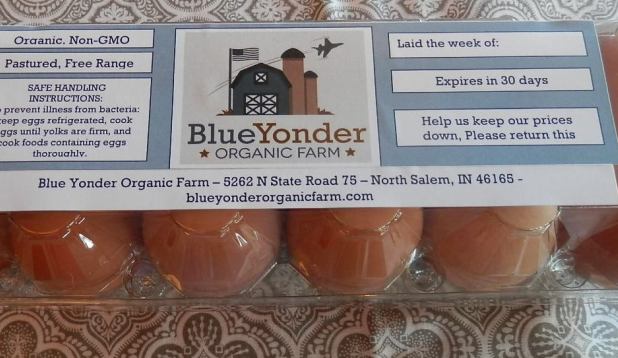 Organic. Non-GMO
Pastured, Free Range
SAFE HANDLING
INSTRUCTIONS:
prevent illness from bacteria:
keep eggs refrigerated, cook
eggs until yolks are firm, and
cook foods containing eggs
thoroughly.
BlueYonder
ORGANIC FARM
Laid the week of:
Expires in 30 days
Help us keep our prices
down, Please return this
Blue Yonder Organic Farm – 5262 N State Road 75 – North Salem, IN 46165 -
blueyonderorganicfarm.com